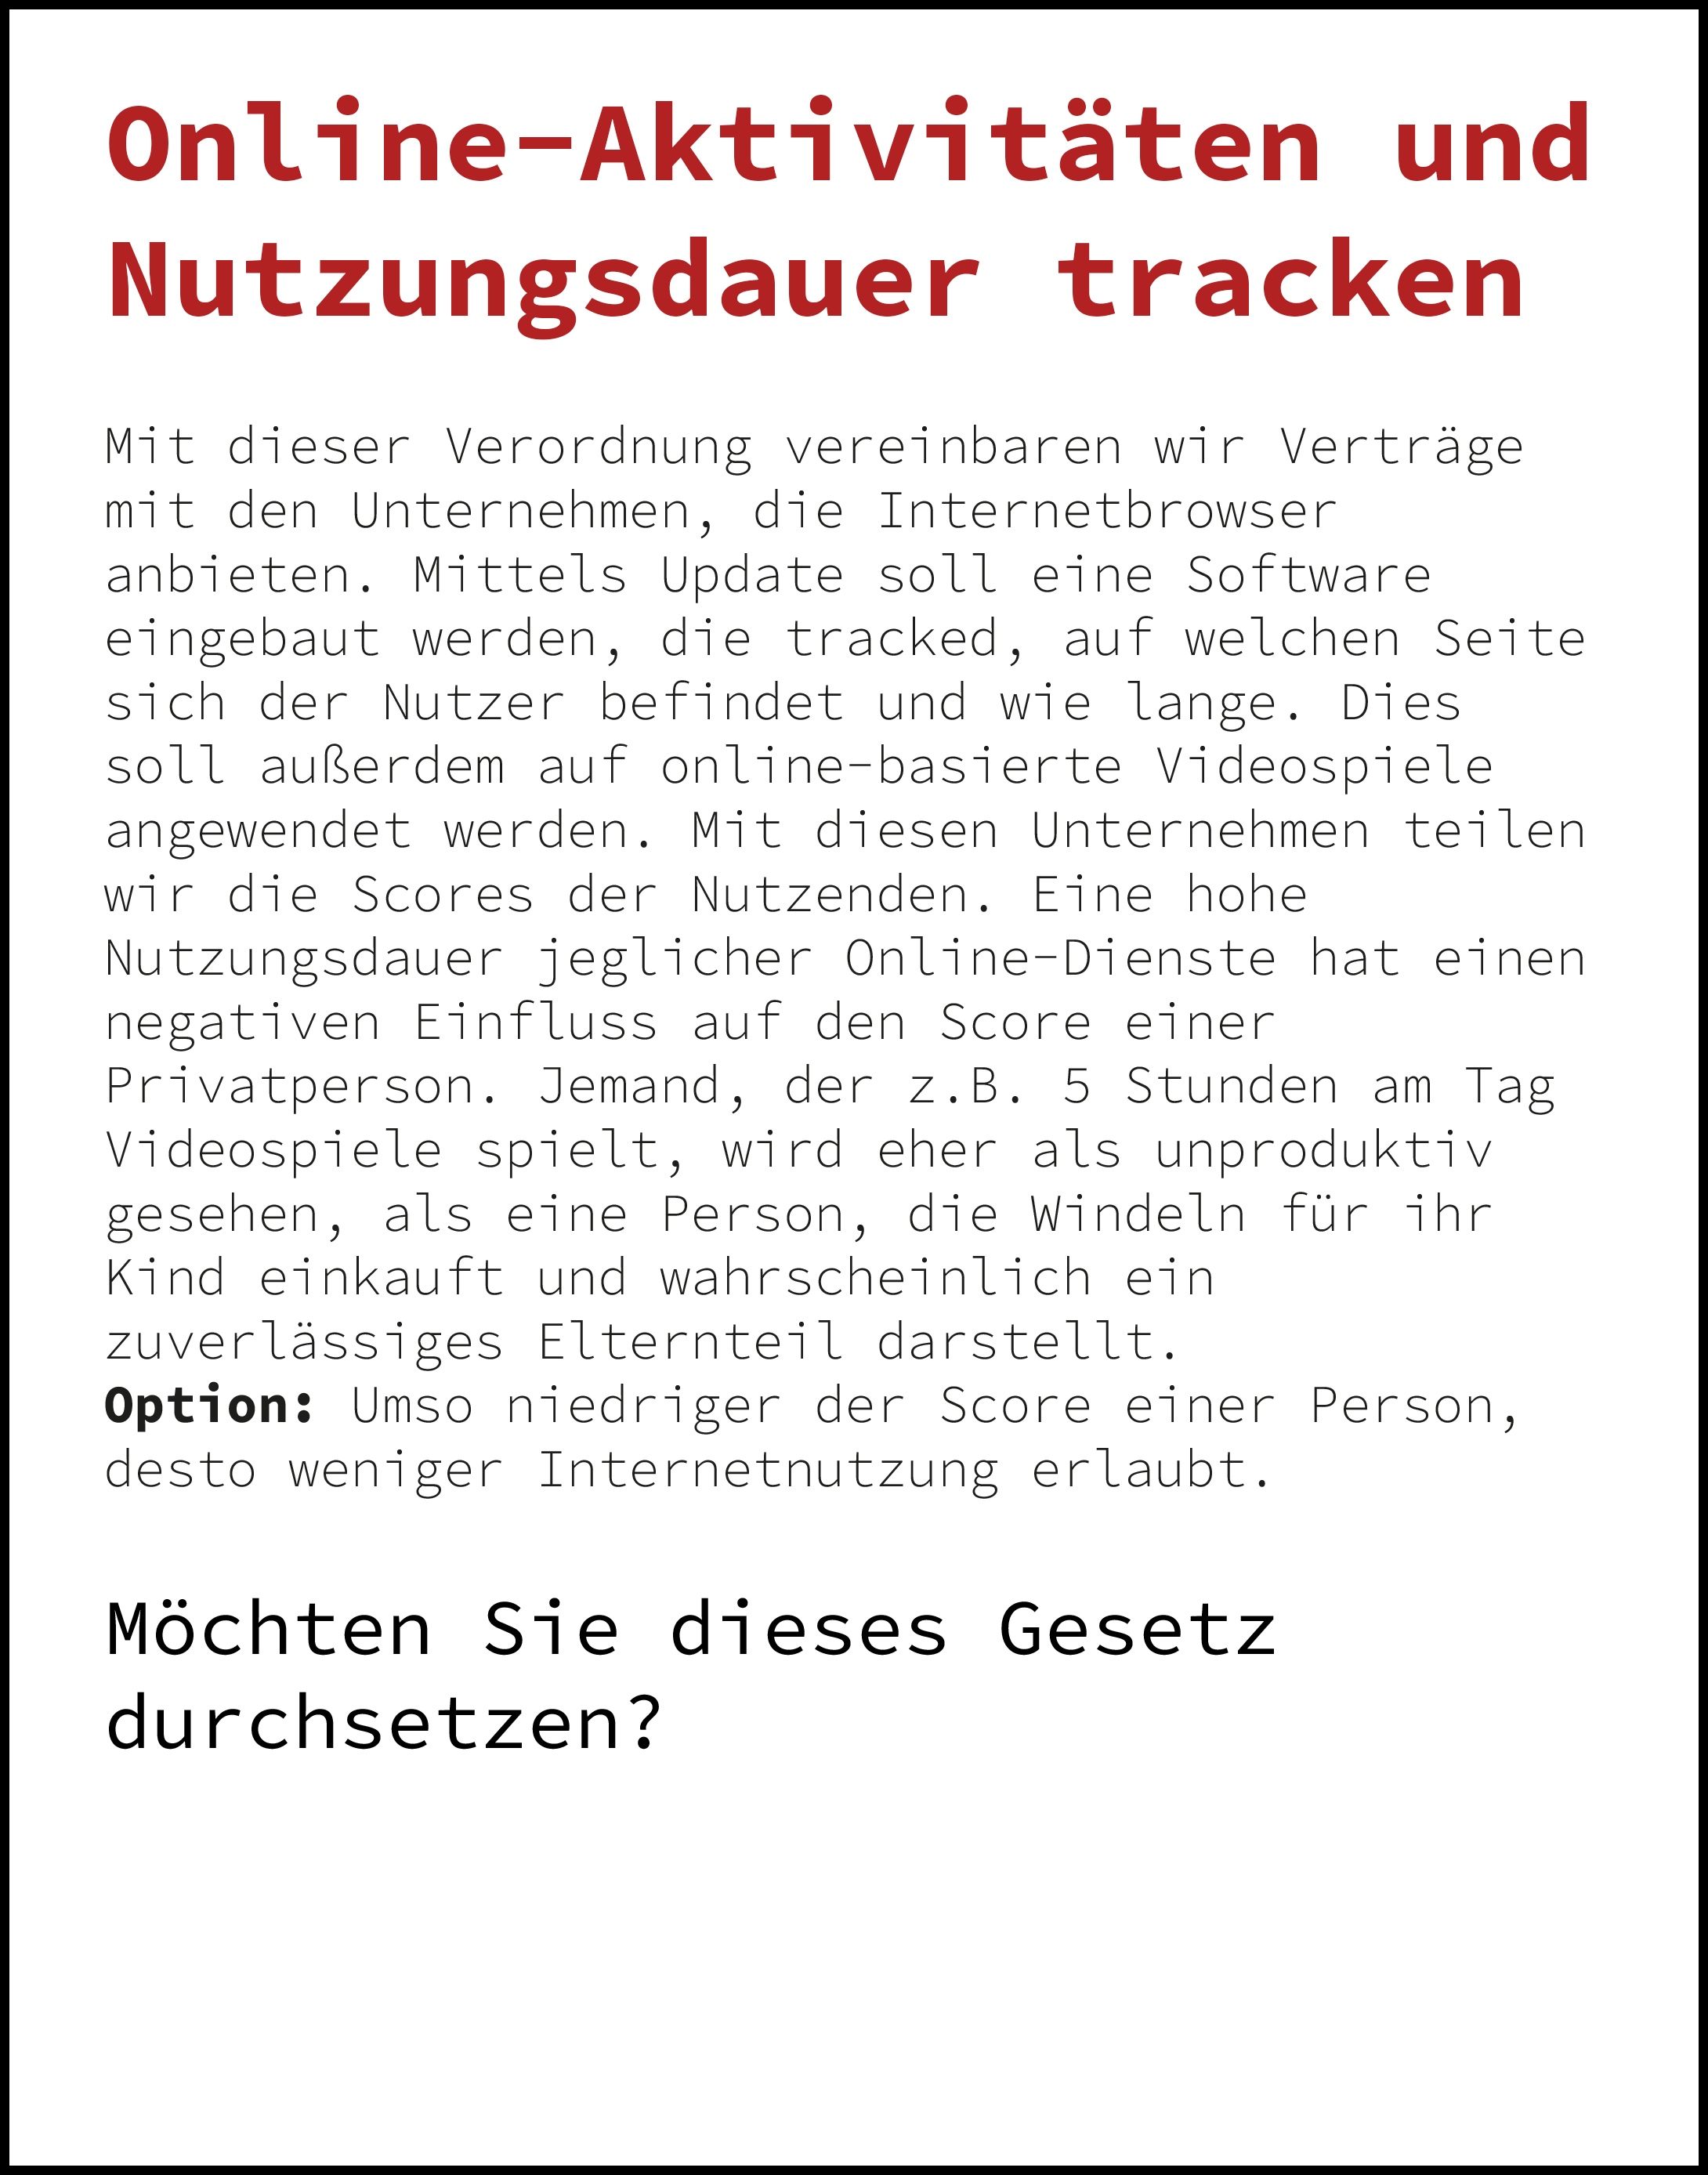 Online-Aktivitäten und
Nutzungsdauer tracken
Mit dieser Verordnung vereinbaren wir Verträge
mit den Unternehmen, die Internetbrowser
anbieten. Mittels Update soll eine Software
eingebaut werden, die tracked, auf welchen Seite
sich der Nutzer befindet und wie lange. Dies
soll außerdem auf online-basierte Videospiele
angewendet werden. Mit diesen Unternehmen teilen
wir die Scores der Nutzenden. Eine hohe
Nutzungsdauer jeglicher Online-Dienste hat einen
negativen Einfluss auf den Score einer
Privatperson. Jemand, der z.B. 5 Stunden am Tag
Videospiele spielt, wird eher als unproduktiv
gesehen, als eine Person, die Windeln für ihr
Kind einkauft und wahrscheinlich ein
zuverlässiges Elternteil darstellt.
Option: Umso niedriger der Score einer Person,
desto weniger Internetnutzung erlaubt.
Möchten Sie dieses Gesetz
durchsetzen?